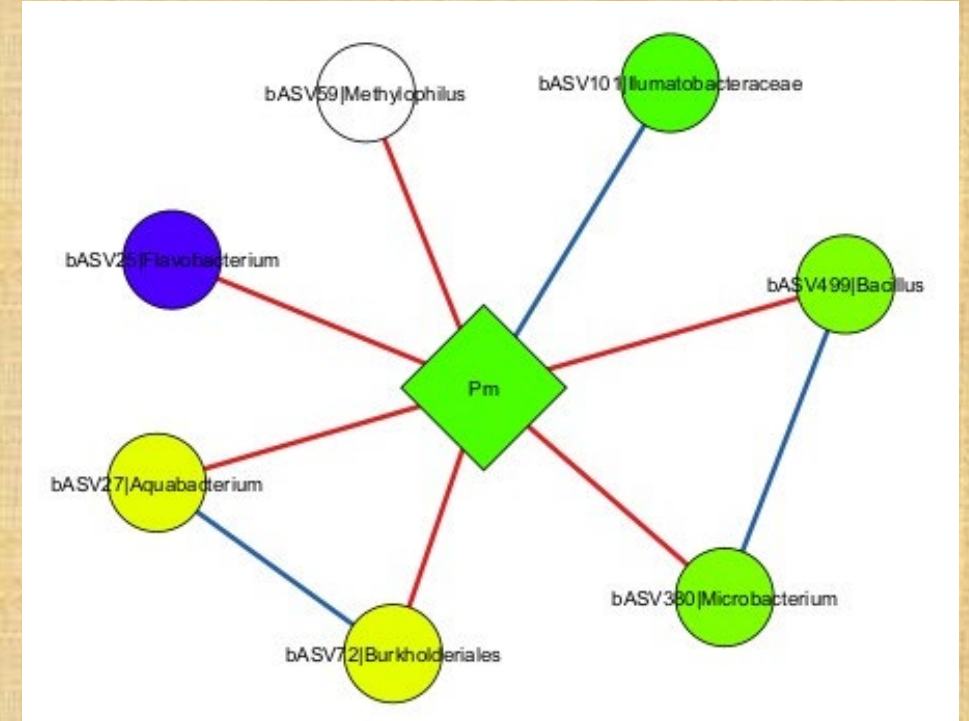 bASV59|Methylophilus
bASV101|Ilumatobacteraceae
bASV25|Flavobacterium
bASV499|Bacillus
Pm
bASV27|Aquabacterium
bASV380|Microbacterium
bASV72|Burkholderiales